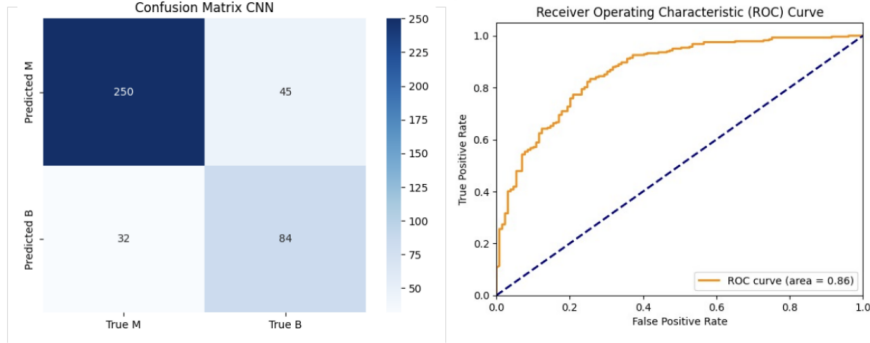 Confusion Matrix CNN
Predicted M
Predicted B
250
45
32
84
True M
True B
250
225
200
175
150
125
100
75
50
Receiver Operating Characteristic (ROC) Curve
True Positive Rate
1.0
0.8
0.6
0.4
0.2
0.0
ROC curve (area = 0.86)
0.0
0.2
0.4
0.6
0.8
1.0
False Positive Rate